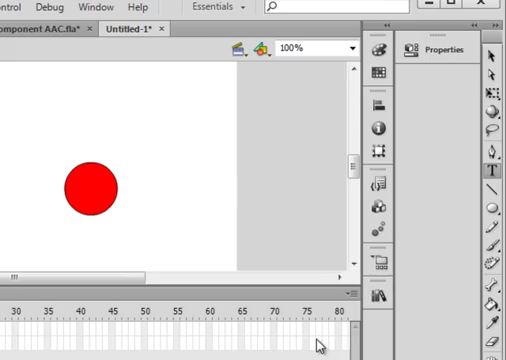 ntrol Debug Window Help Essentials
omponent AAC.fla* Untitled-1*
100%
Properties
T
30 35 40 45 50 55 60 65 70 75 80